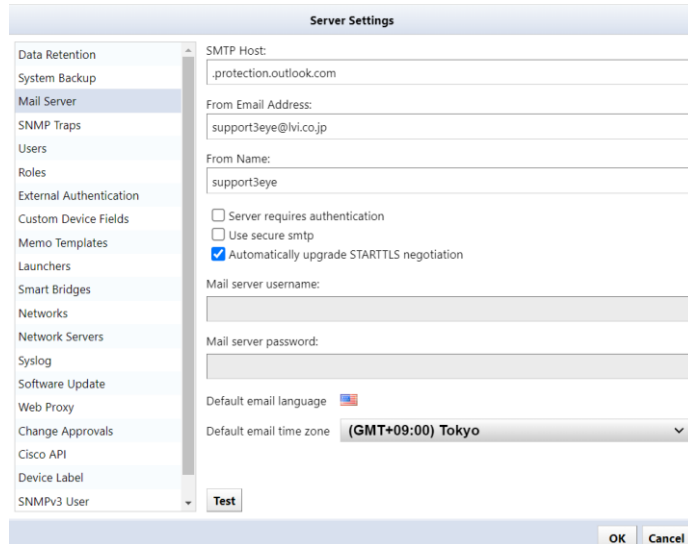 Server Settings
Data Retention
System Backup
Mail Server
SNMP Traps
Users
Roles
External Authentication
Custom Device Fields
Memo Templates
Launchers
Smart Bridges
Networks
Network Servers
Syslog
Software Update
Web Proxy
Change Approvals
Cisco API
Device Label
SNMPv3 User
SMTP Host:
.protection.outlook.com
From Email Address:
support3eye@lvi.co.jp
From Name:
support3eye
Server requires authentication
Use secure smtp
Automatically upgrade STARTTLS negotiation
Mail server username:
Mail server password:
Default email language
Default email time zone (GMT+09:00) Tokyo
Test
OK Cancel